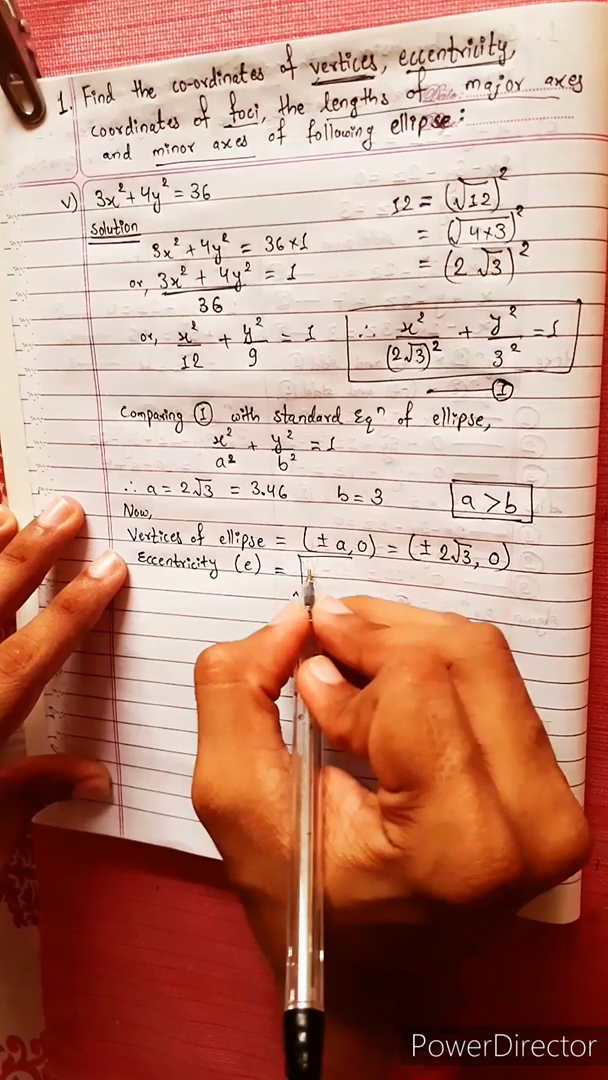 1. Find the co-ordinates of vertices, eccentricity,
coordinates of foci, the lengths of major axes
and minor axes of following ellipse:
v) 3x² + 4y² = 36
Solution
3x² + 4y² = 36 × 1
or, 3x² + 4y² / 36 = 1
or, x²/12 + y²/9 = 1
12 = (√12)²
= (√4×3)²
= (2√3)²
∴ x²/(2√3)² + y²/3² = 1
I
Comparing I with standard Eqⁿ of ellipse,
x²/a² + y²/b² = 1
∴ a = 2√3 = 3.46 b = 3 a > b
Now,
Vertices of ellipse = (± a, 0) = (± 2√3, 0)
Eccentricity (e) =
PowerDirector